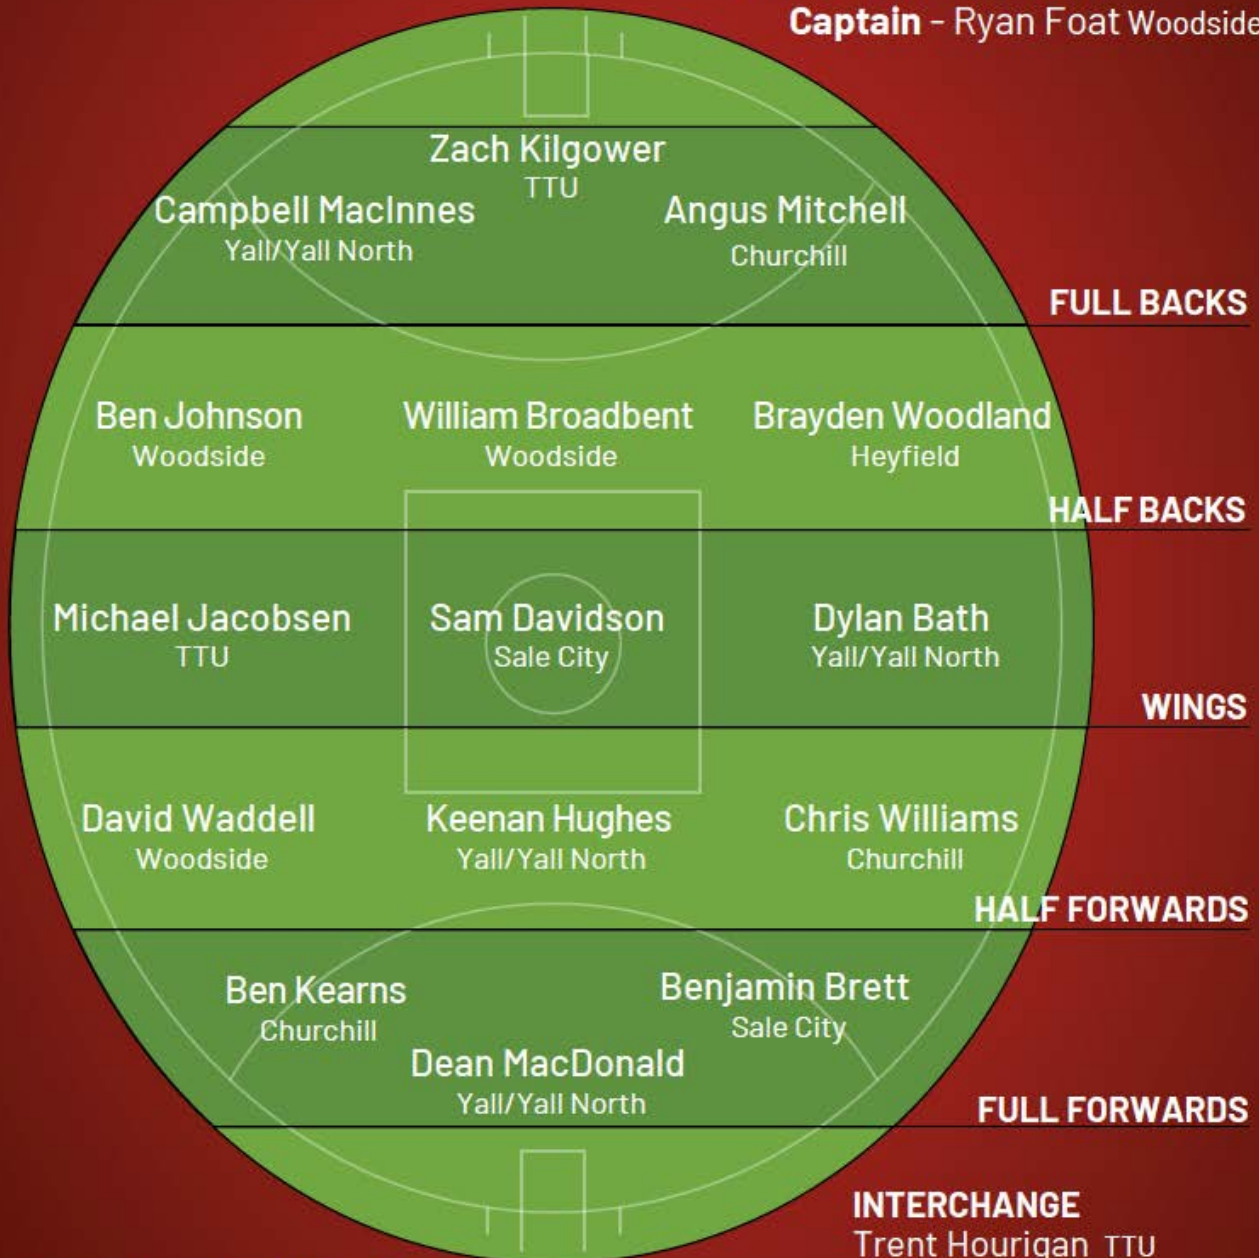 Captain - Ryan Foat Woodside
Zach Kilgower
TTU
Campbell MacInnes
Yall/Yall North
Angus Mitchell
Churchill
FULL BACKS
Ben Johnson
Woodside
William Broadbent
Woodside
Brayden Woodland
Heyfield
HALF BACKS
Michael Jacobsen
TTU
Sam Davidson
Sale City
Dylan Bath
Yall/Yall North
WINGS
David Waddell
Woodside
Keenan Hughes
Yall/Yall North
Chris Williams
Churchill
HALF FORWARDS
Ben Kearns
Churchill
Benjamin Brett
Sale City
Dean MacDonald
Yall/Yall North
FULL FORWARDS
INTERCHANGE
Trent Hourigan TTU